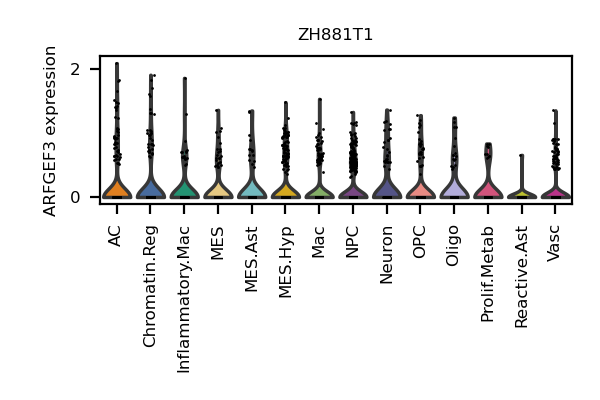 ZH881T1
ARFGEF3 expression
2
0
AC
Chromatin.Reg
Inflammatory.Mac
MES
MES.Ast
MES.Hyp
Mac
NPC
Neuron
OPC
Oligo
Prolif.Metab
Reactive.Ast
Vasc